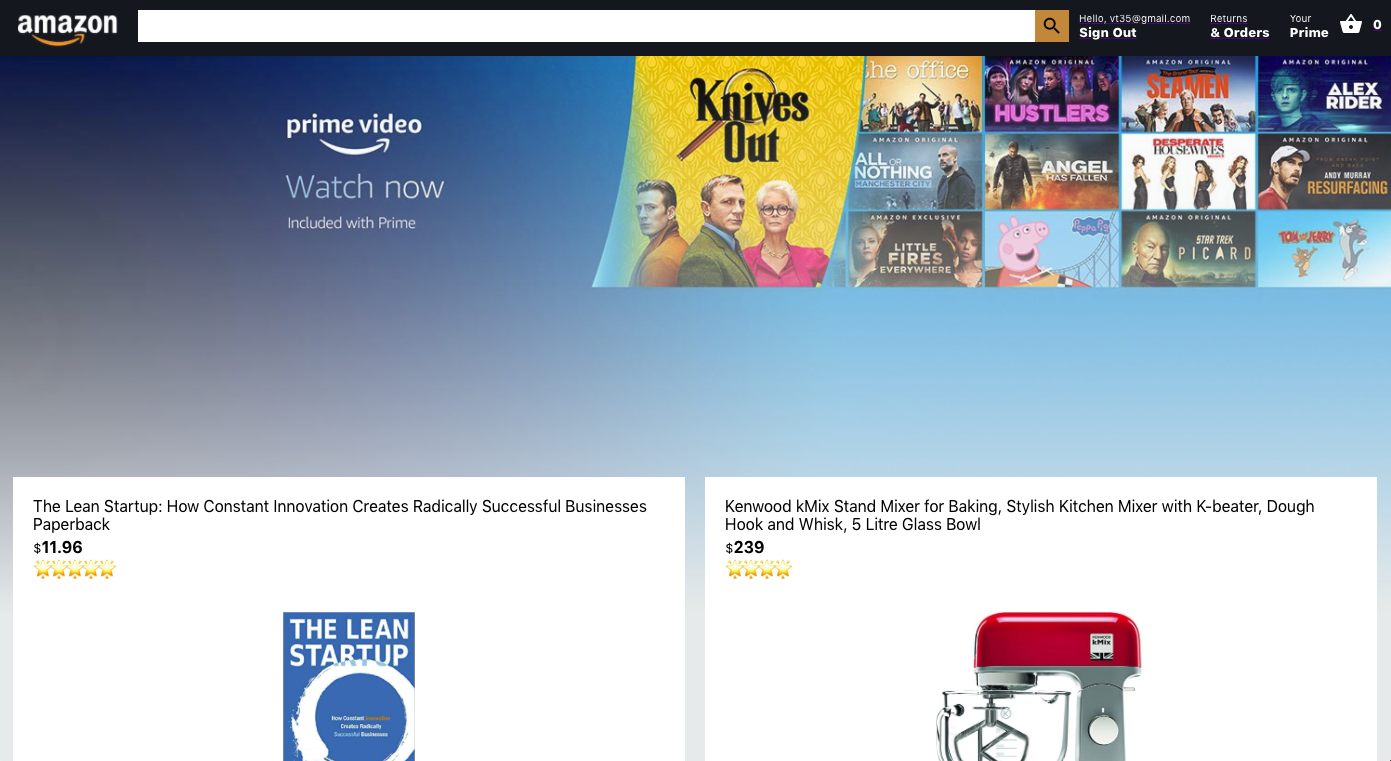 amazon
Hello, vt35@gmail.com
Sign Out
Returns
& Orders
Your
Prime
0
prime video
Watch now
Included with Prime
Knives
Out
the office
AMAZON ORIGINAL
HUSTLERS
AMAZON ORIGINAL
The Grand Tour
SEAMEN
AMAZON ORIGINAL
ALEX
RIDER
AMAZON ORIGINAL
ALL OR
NOTHING
MANCHESTER CITY
ANGEL
HAS FALLEN
DESPERATE
HOUSEWIVES
AMAZON ORIGINAL
ANDY MURRAY
RESURFACING
AMAZON EXCLUSIVE
LITTLE
FIRES
EVERYWHERE
Peppa Pig
AMAZON ORIGINAL
STAR TREK
PICARD
TOM AND JERRY
The Lean Startup: How Constant Innovation Creates Radically Successful Businesses
Paperback
$11.96
THE LEAN
STARTUP
How Constant Innovation
Creates Radically
Successful Businesses
Kenwood kMix Stand Mixer for Baking, Stylish Kitchen Mixer with K-beater, Dough
Hook and Whisk, 5 Litre Glass Bowl
$239
KENWOOD
kMix